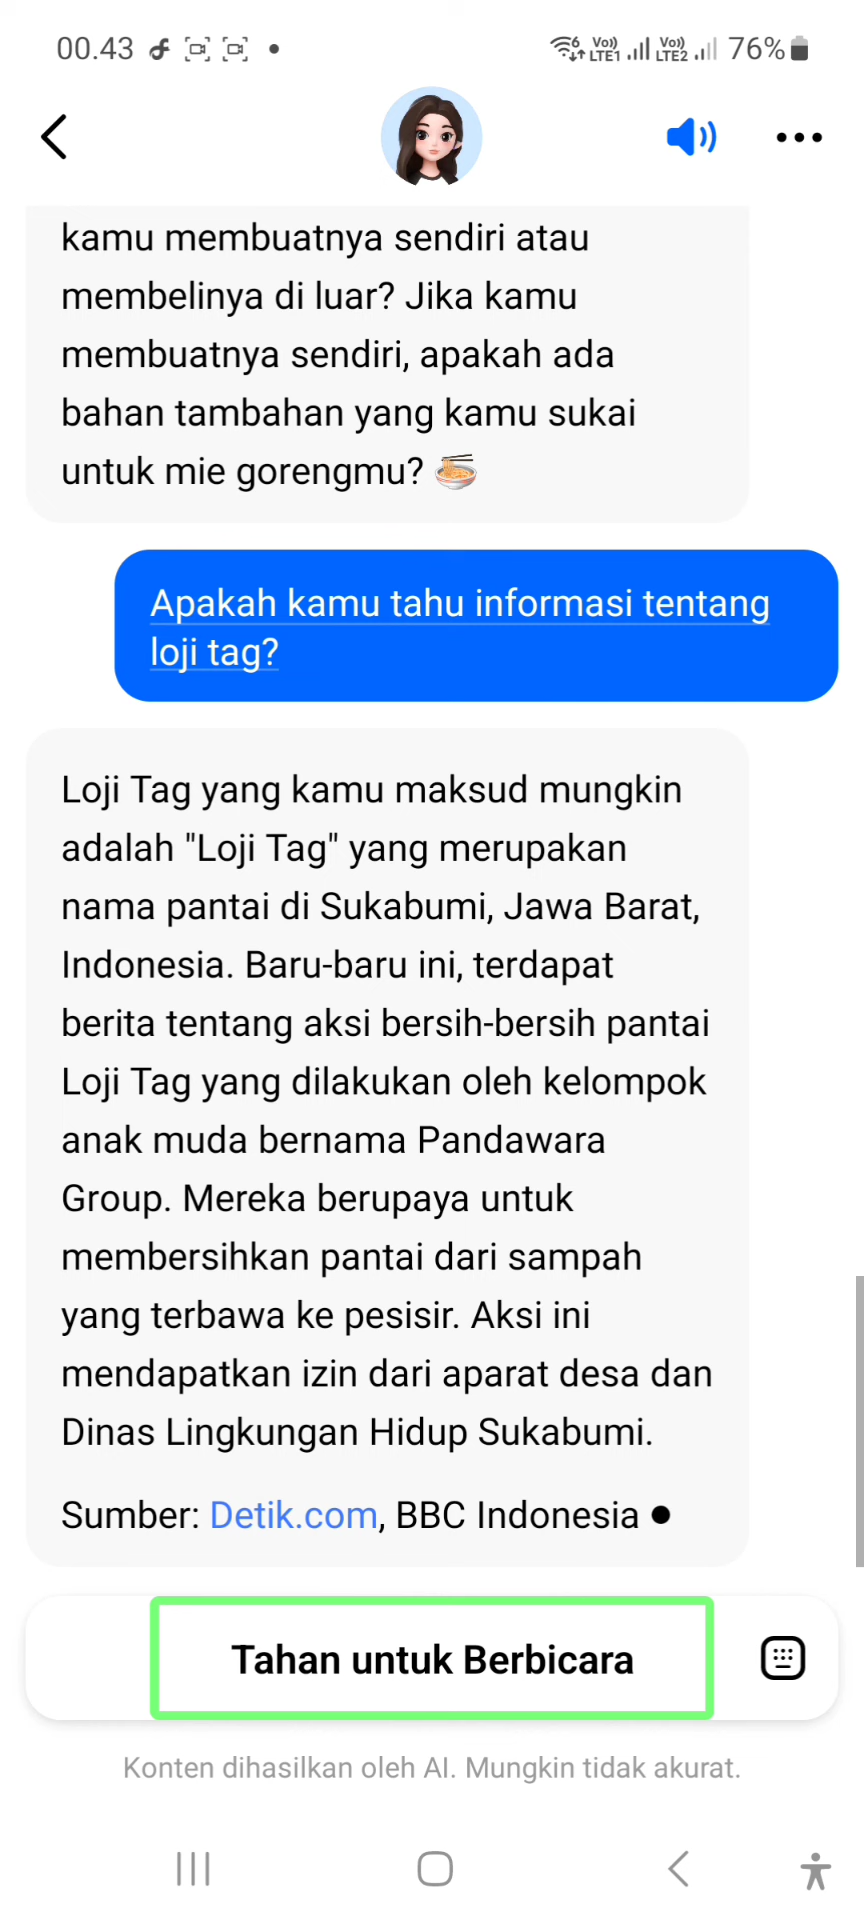 00.43
Vo)) LTE1 Vo)) LTE2 76%
kamu membuatnya sendiri atau
membelinya di luar? Jika kamu
membuatnya sendiri, apakah ada
bahan tambahan yang kamu sukai
untuk mie gorengmu? 🍜
Apakah kamu tahu informasi tentang
loji tag?
Loji Tag yang kamu maksud mungkin
adalah "Loji Tag" yang merupakan
nama pantai di Sukabumi, Jawa Barat,
Indonesia. Baru-baru ini, terdapat
berita tentang aksi bersih-bersih pantai
Loji Tag yang dilakukan oleh kelompok
anak muda bernama Pandawara
Group. Mereka berupaya untuk
membersihkan pantai dari sampah
yang terbawa ke pesisir. Aksi ini
mendapatkan izin dari aparat desa dan
Dinas Lingkungan Hidup Sukabumi.
Sumber: Detik.com, BBC Indonesia ●
Tahan untuk Berbicara
Konten dihasilkan oleh AI. Mungkin tidak akurat.